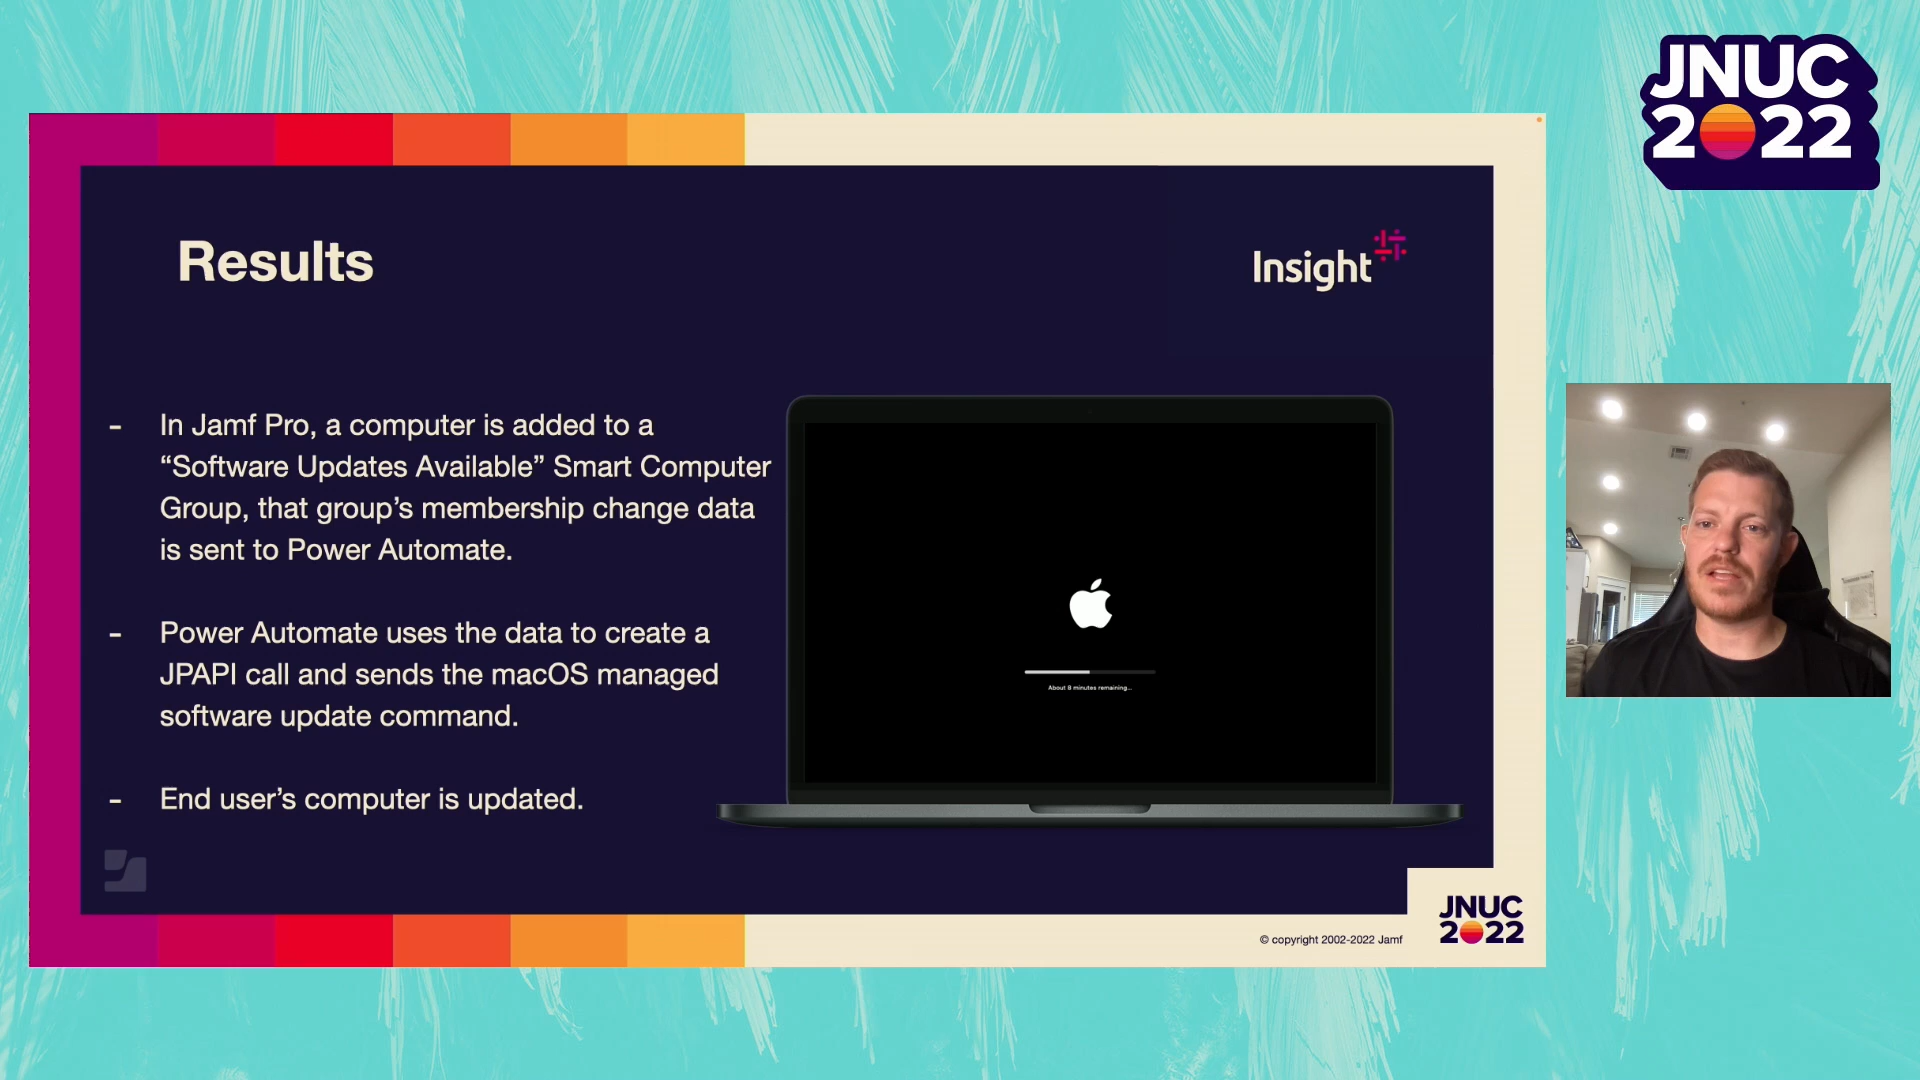 JNUC
2022
Results
Insight
- In Jamf Pro, a computer is added to a
“Software Updates Available” Smart Computer
Group, that group’s membership change data
is sent to Power Automate.
- Power Automate uses the data to create a
JPAPI call and sends the macOS managed
software update command.
- End user’s computer is updated.
About 8 minutes remaining...
© copyright 2002-2022 Jamf
JNUC
2022